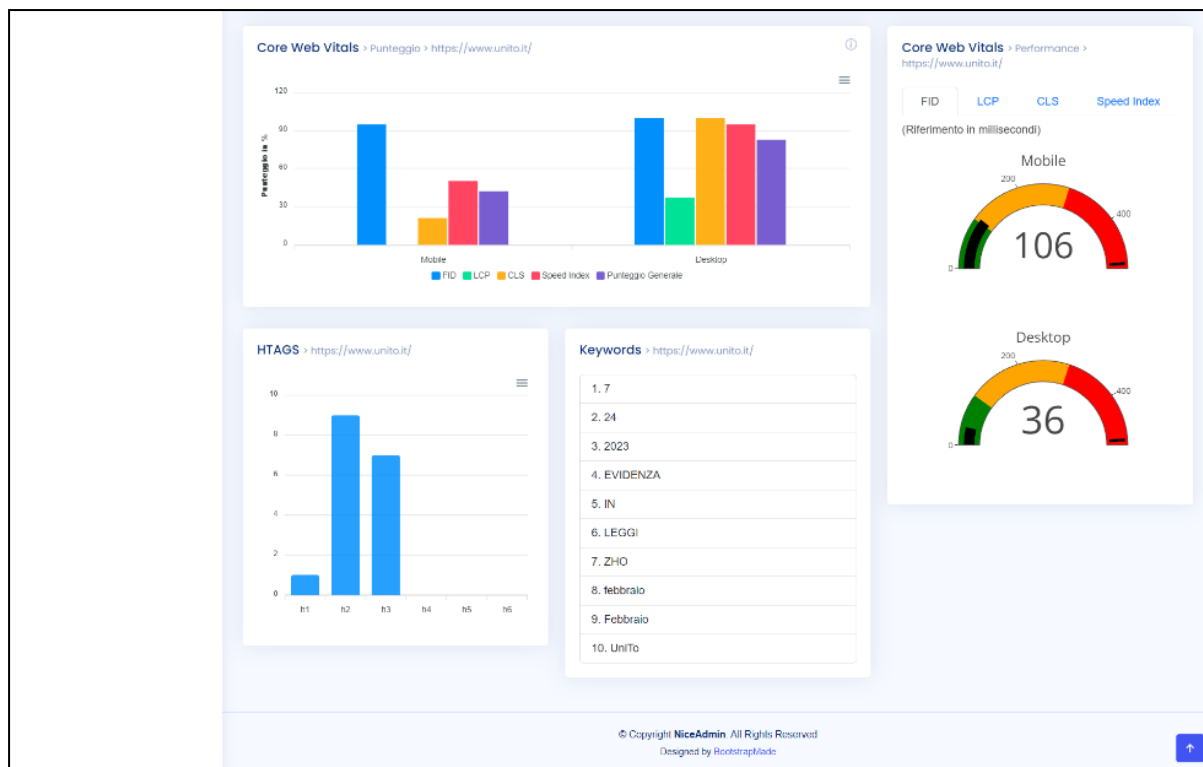 Core Web Vitals > Punteggio > https://www.unito.it/
120
90
60
30
0
Punteggio in %
Mobile
Desktop
FID LCP CLS Speed Index Punteggio Generale
Core Web Vitals > Performance >
https://www.unito.it/
FID LCP CLS Speed Index
(Riferimento in millisecondi)
Mobile
200
400
0
106
Desktop
200
400
0
36
HTAGS > https://www.unito.it/
10
8
6
4
2
0
h1 h2 h3 h4 h5 h6
Keywords > https://www.unito.it/
1. 7
2. 24
3. 2023
4. EVIDENZA
5. IN
6. LEGGI
7. ZHO
8. febbraio
9. Febbraio
10. UniTo
© Copyright NiceAdmin. All Rights Reserved
Designed by BootstrapMade